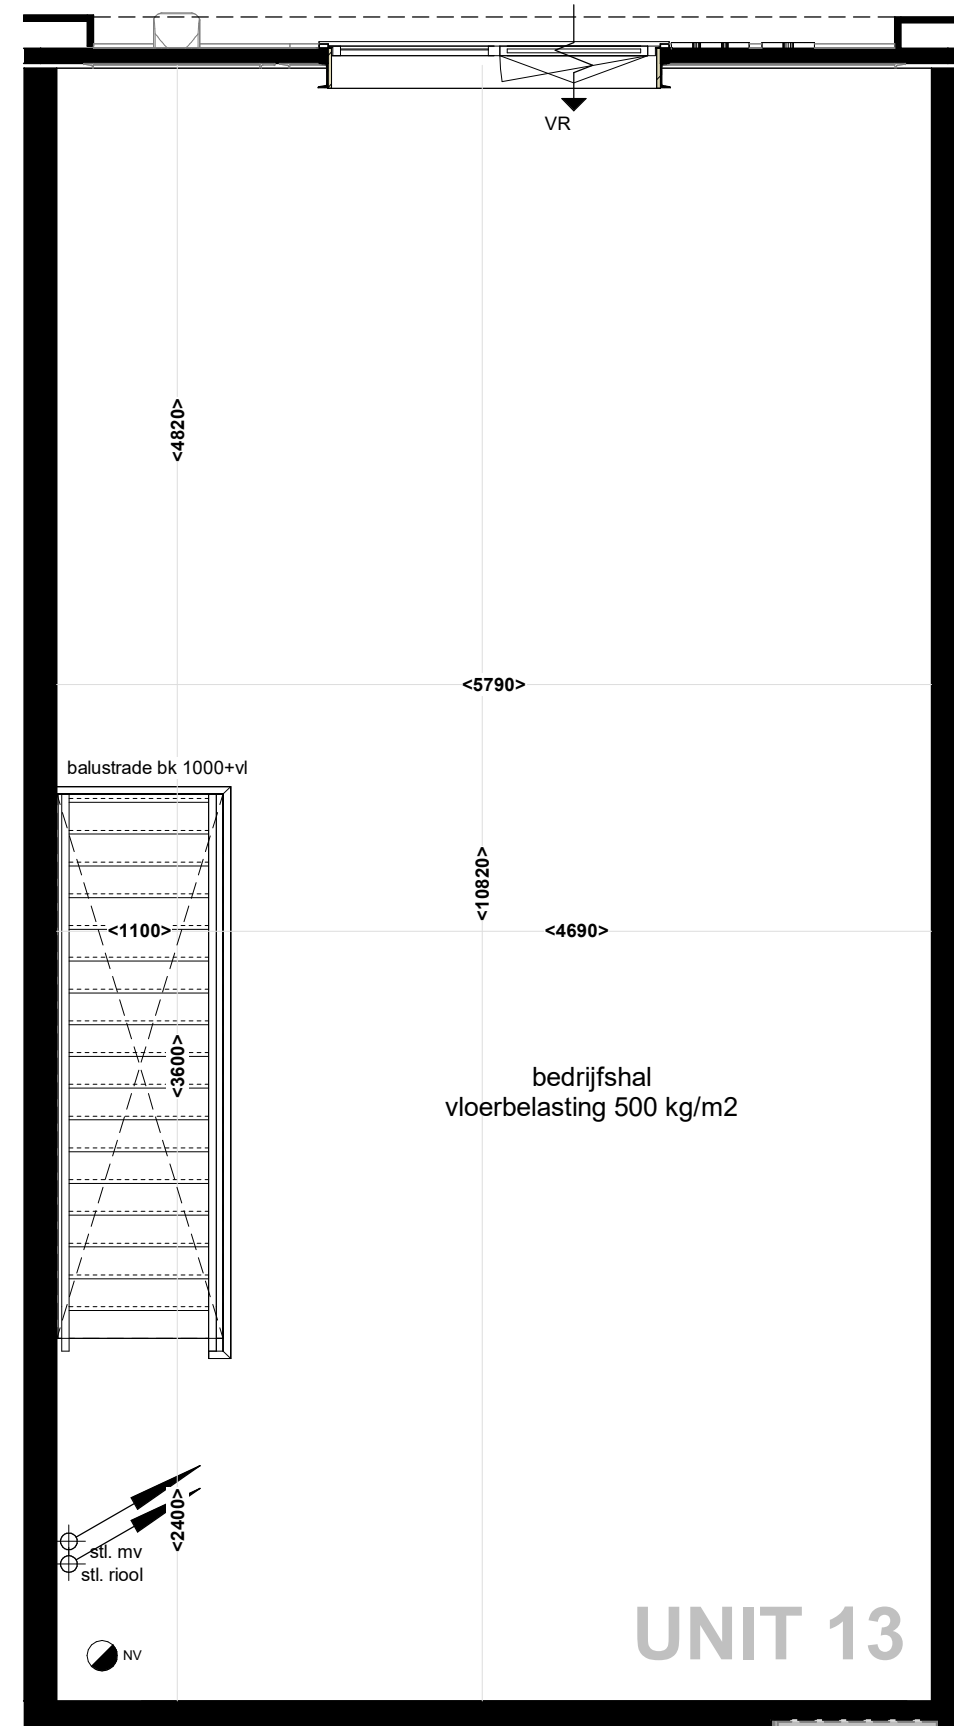 VR
<4820>
<5790>
balustrade bk 1000+vl
<10820>
<1100>
<4690>
<3600>
bedrijfshal
vloerbelasting 500 kg/m2
<2400>
stl. mv
stl. riool
UNIT 13
NV